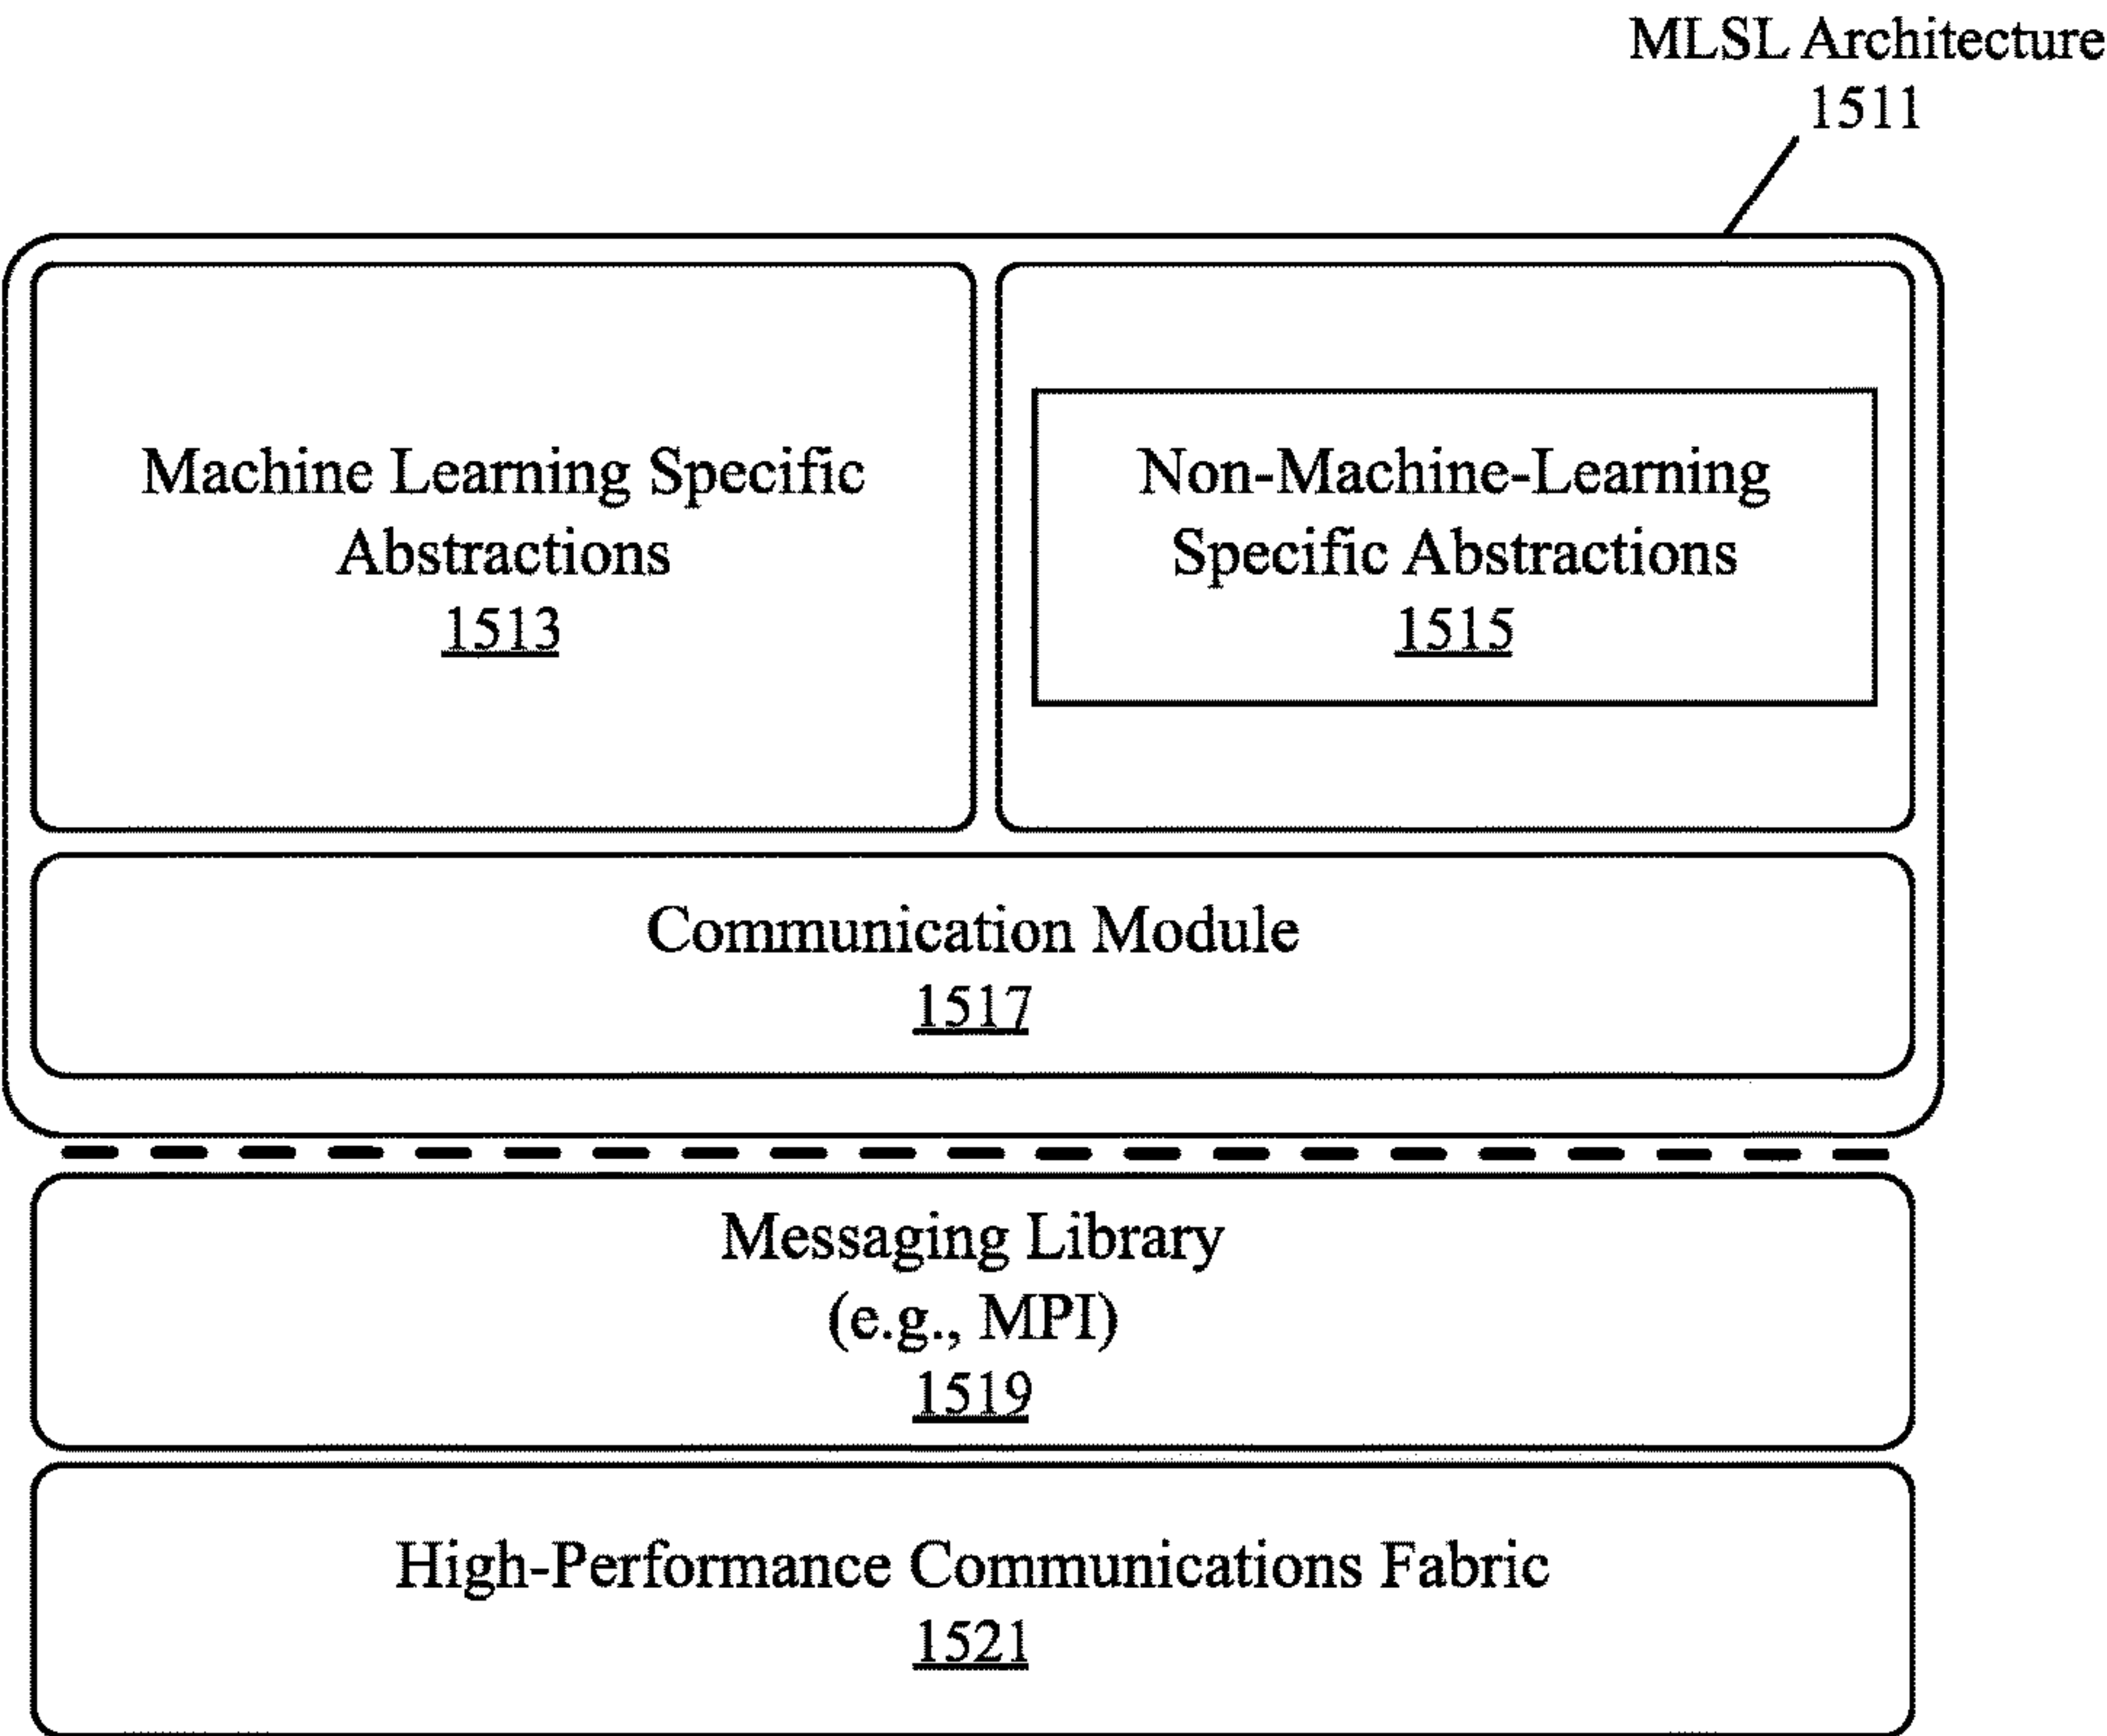 MLSL Architecture
1511
Machine Learning Specific
Abstractions
1513
Non-Machine-Learning
Specific Abstractions
1515
Communication Module
1517
Messaging Library
(e.g., MPI)
1519
High-Performance Communications Fabric
1521